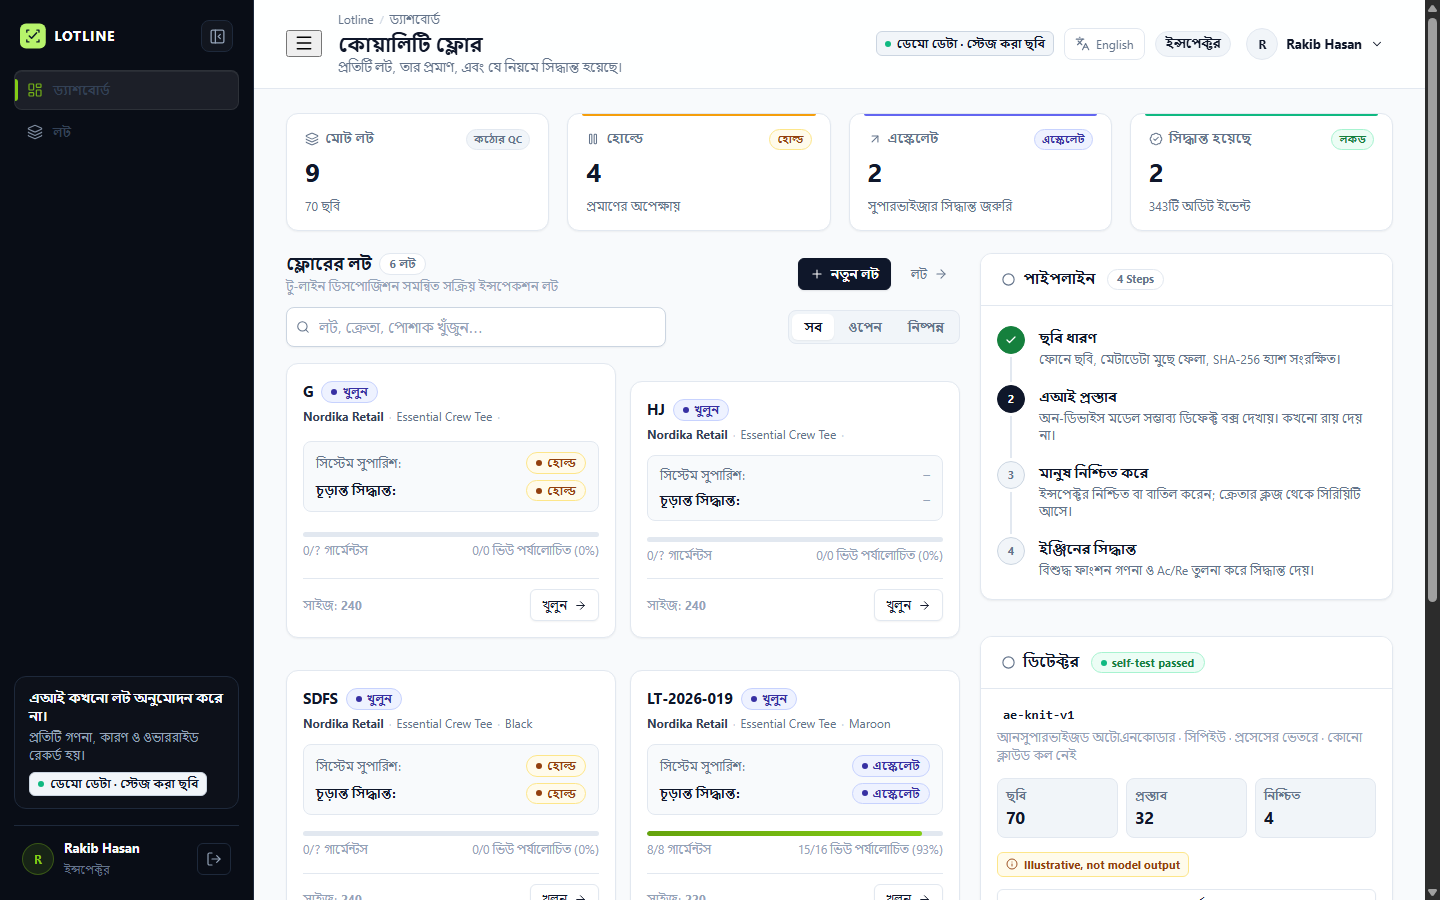 LOTLINE
ড্যাশবোর্ড
লট
এআই কখনো লট অনুমোদন করে
না।
প্রতিটি গণনা, কারণ ও ওভাররাইড
রেকর্ড হয়।
ডেমো ডেটা · স্টেজ করা ছবি
R
Rakib Hasan
ইন্সপেক্টর
Lotline / ড্যাশবোর্ড
কোয়ালিটি ফ্লোর
প্রতিটি লট, তার প্রমাণ, এবং যে নিয়মে সিদ্ধান্ত হয়েছে।
ডেমো ডেটা · স্টেজ করা ছবি
English
ইন্সপেক্টর
R
Rakib Hasan
মোট লট
কঠোর QC
9
70 ছবি
হোল্ডে
হোল্ড
4
প্রমাণের অপেক্ষায়
এস্কেলেট
এস্কেলেট
2
সুপারভাইজার সিদ্ধান্ত জরুরি
সিদ্ধান্ত হয়েছে
লকড
2
343টি অডিট ইভেন্ট
ফ্লোরের লট
6 লট
টু-লাইন ডিসপোজিশন সমন্বিত সক্রিয় ইন্সপেকশন লট
+ নতুন লট
লট →
লট, ক্রেতা, পোশাক খুঁজুন...
সব
ওপেন
নিষ্পন্ন
G
খুলুন
Nordika Retail · Essential Crew Tee ·
সিস্টেম সুপারিশ:
হোল্ড
চূড়ান্ত সিদ্ধান্ত:
হোল্ড
0/? গার্মেন্টস
0/0 ভিউ পর্যালোচিত (0%)
সাইজ: 240
খুলুন →
HJ
খুলুন
Nordika Retail · Essential Crew Tee ·
সিস্টেম সুপারিশ:
–
চূড়ান্ত সিদ্ধান্ত:
–
0/? গার্মেন্টস
0/0 ভিউ পর্যালোচিত (0%)
সাইজ: 240
খুলুন →
SDFS
খুলুন
Nordika Retail · Essential Crew Tee · Black
সিস্টেম সুপারিশ:
হোল্ড
চূড়ান্ত সিদ্ধান্ত:
হোল্ড
0/? গার্মেন্টস
0/0 ভিউ পর্যালোচিত (0%)
সাইজ: 240
খুলুন →
LT-2026-019
খুলুন
Nordika Retail · Essential Crew Tee · Maroon
সিস্টেম সুপারিশ:
এস্কেলেট
চূড়ান্ত সিদ্ধান্ত:
এস্কেলেট
8/8 গার্মেন্টস
15/16 ভিউ পর্যালোচিত (93%)
খুলুন →
পাইপলাইন
4 Steps
ছবি ধারণ
ফোনে ছবি, মেটাডেটা মুছে ফেলা, SHA-256 হ্যাশ সংরক্ষিত।
2
এআই প্রস্তাব
অন-ডিভাইস মডেল সম্ভাব্য ডিফেক্ট বক্স দেখায়। কখনো রায় দেয়
না।
3
মানুষ নিশ্চিত করে
ইন্সপেক্টর নিশ্চিত বা বাতিল করেন; ক্রেতার ক্লজ থেকে সিরিয়িটি
আসে।
4
ইঞ্জিনের সিদ্ধান্ত
বিশুদ্ধ ফাংশন গণনা ও Ac/Re তুলনা করে সিদ্ধান্ত দেয়।
ডিটেক্টর
self-test passed
ae-knit-v1
আনসুপারভাইজড অটোএনকোডার · সিপিইউ · প্রসেসের ভেতরে · কোনো
ক্লাউড কল নেই
ছবি
70
প্রস্তাব
32
নিশ্চিত
4
Illustrative, not model output